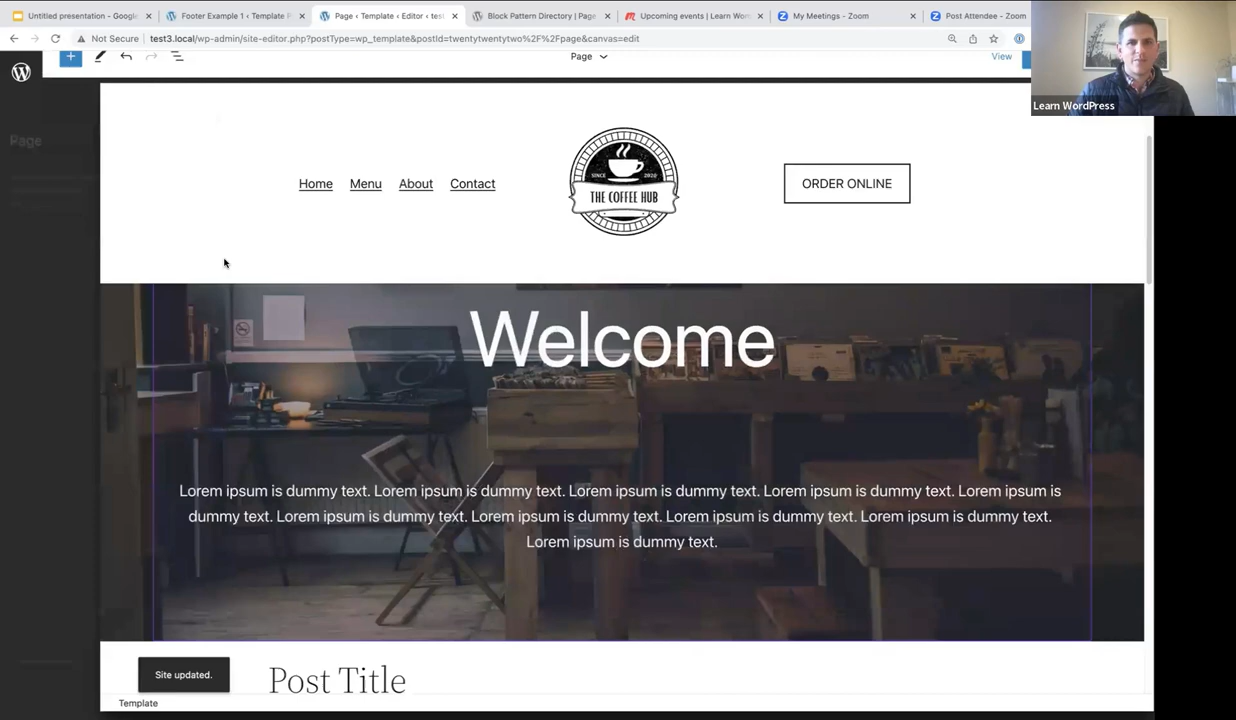 Untitled presentation - Google
Footer Example 1 ‹ Template P
Page ‹ Template ‹ Editor ‹ test
Block Pattern Directory | Page
Upcoming events | Learn Wor
My Meetings - Zoom
Post Attendee - Zoom
Not Secure
test3.local/wp-admin/site-editor.php?postType=wp_template&postId=twentytwentytwo%2F%2Fpage&canvas=edit
Page
View
Learn WordPress
Page
Home
Menu
About
Contact
SINCE 2020
THE COFFEE HUB
ORDER ONLINE
Welcome
Lorem ipsum is dummy text. Lorem ipsum is dummy text. Lorem ipsum is dummy text. Lorem ipsum is dummy text. Lorem ipsum is
dummy text. Lorem ipsum is dummy text. Lorem ipsum is dummy text. Lorem ipsum is dummy text. Lorem ipsum is dummy text.
Lorem ipsum is dummy text.
Site updated.
Post Title
Template